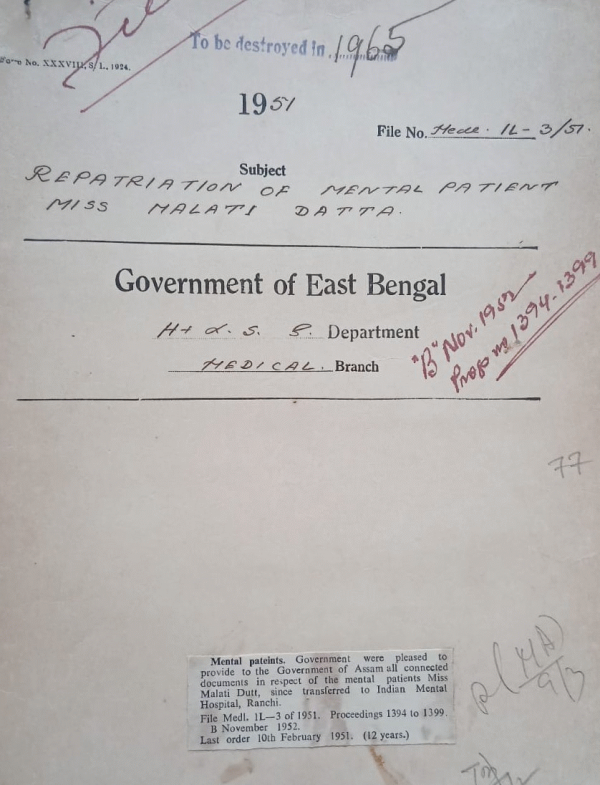 To be destroyed in 1965
Form No. XXXVIII, 8/1., 1924.
1951
File No. Medl. 1L-3/51.
Subject
REPATRIATION OF MENTAL PATIENT
MISS MALATI DATTA.
Government of East Bengal
H + L. S. G. Department
MEDICAL. Branch
"B" Nov. 1952
Progs nos 1394-1399
77
Mental pateints. Government were pleased to
provide to the Government of Assam all connected
documents in respect of the mental patients Miss
Malati Dutt, since transferred to Indian Mental
Hospital, Ranchi.
File Medl. 1L—3 of 1951. Proceedings 1394 to 1399.
B November 1952.
Last order 10th February 1951. (12 years.)